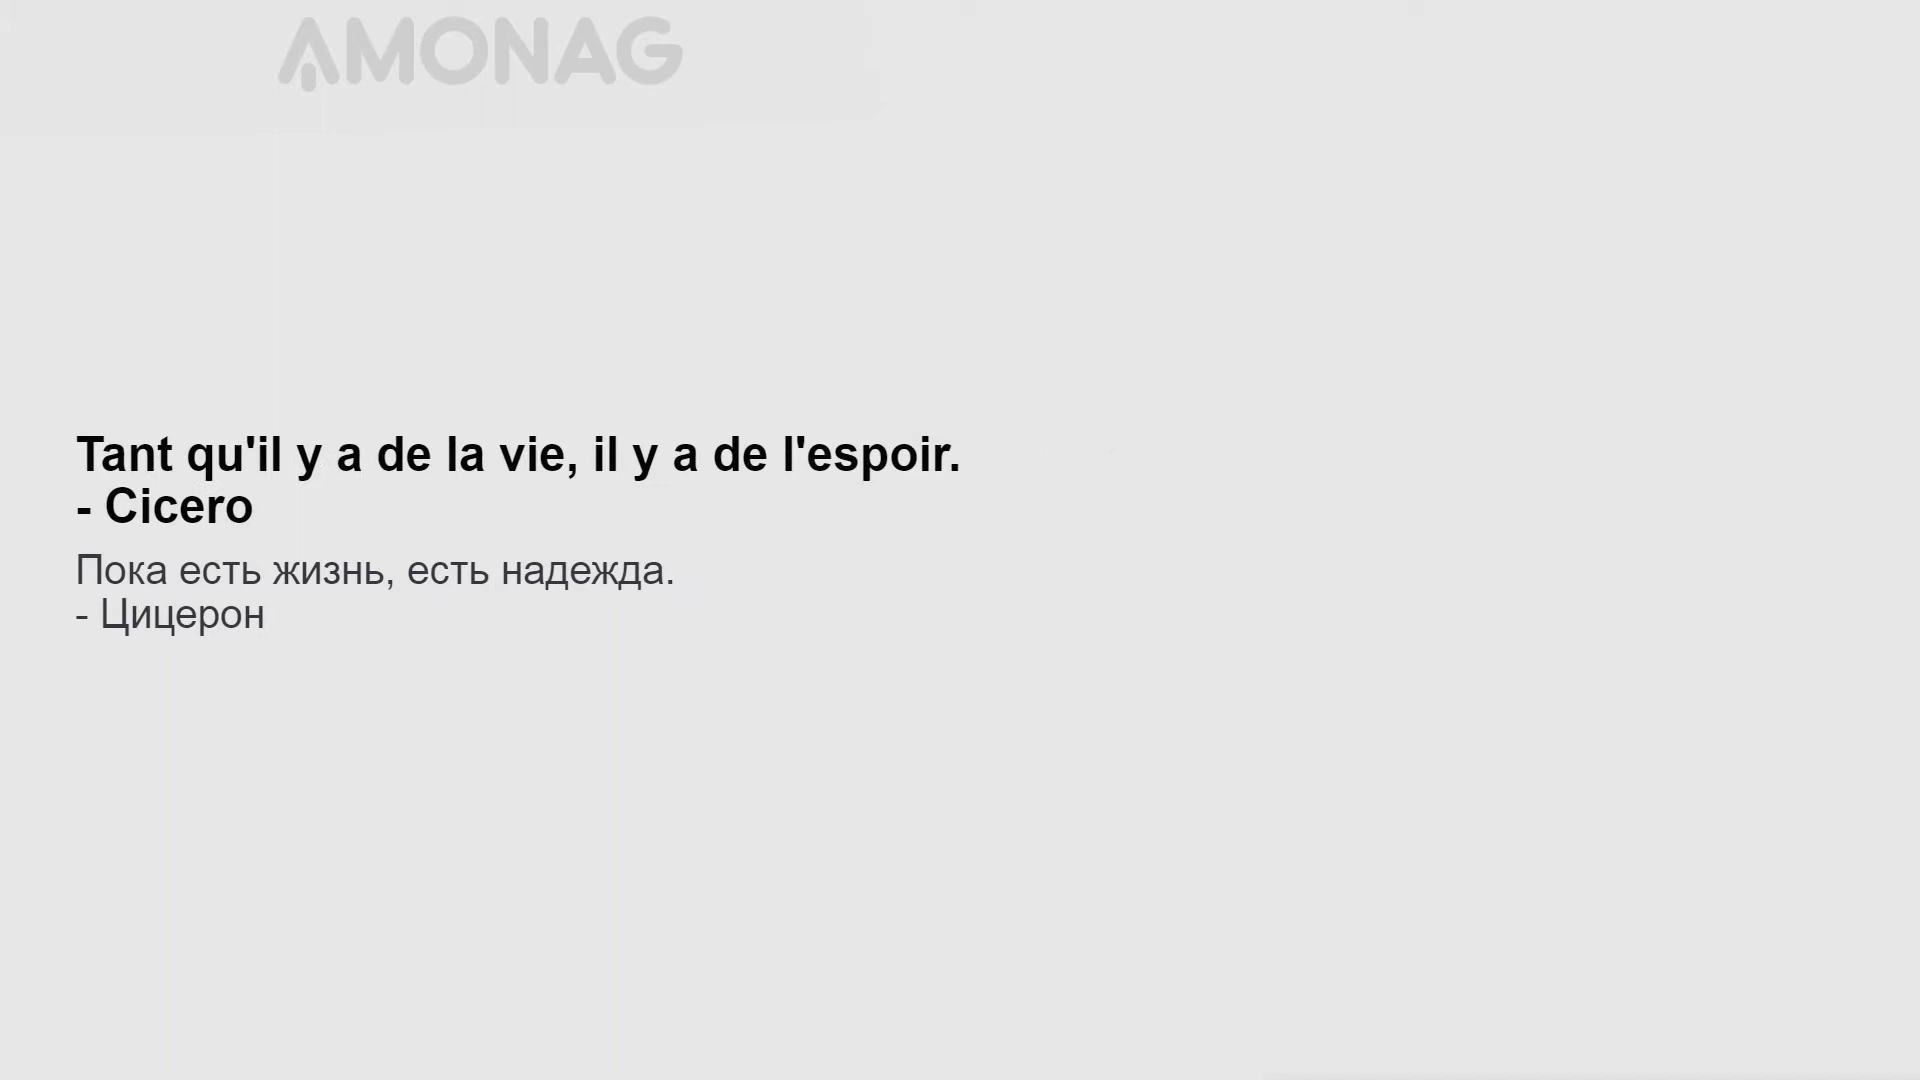 AMONAG
Tant qu'il y a de la vie, il y a de l'espoir.
- Cicero
Пока есть жизнь, есть надежда.
- Цицерон